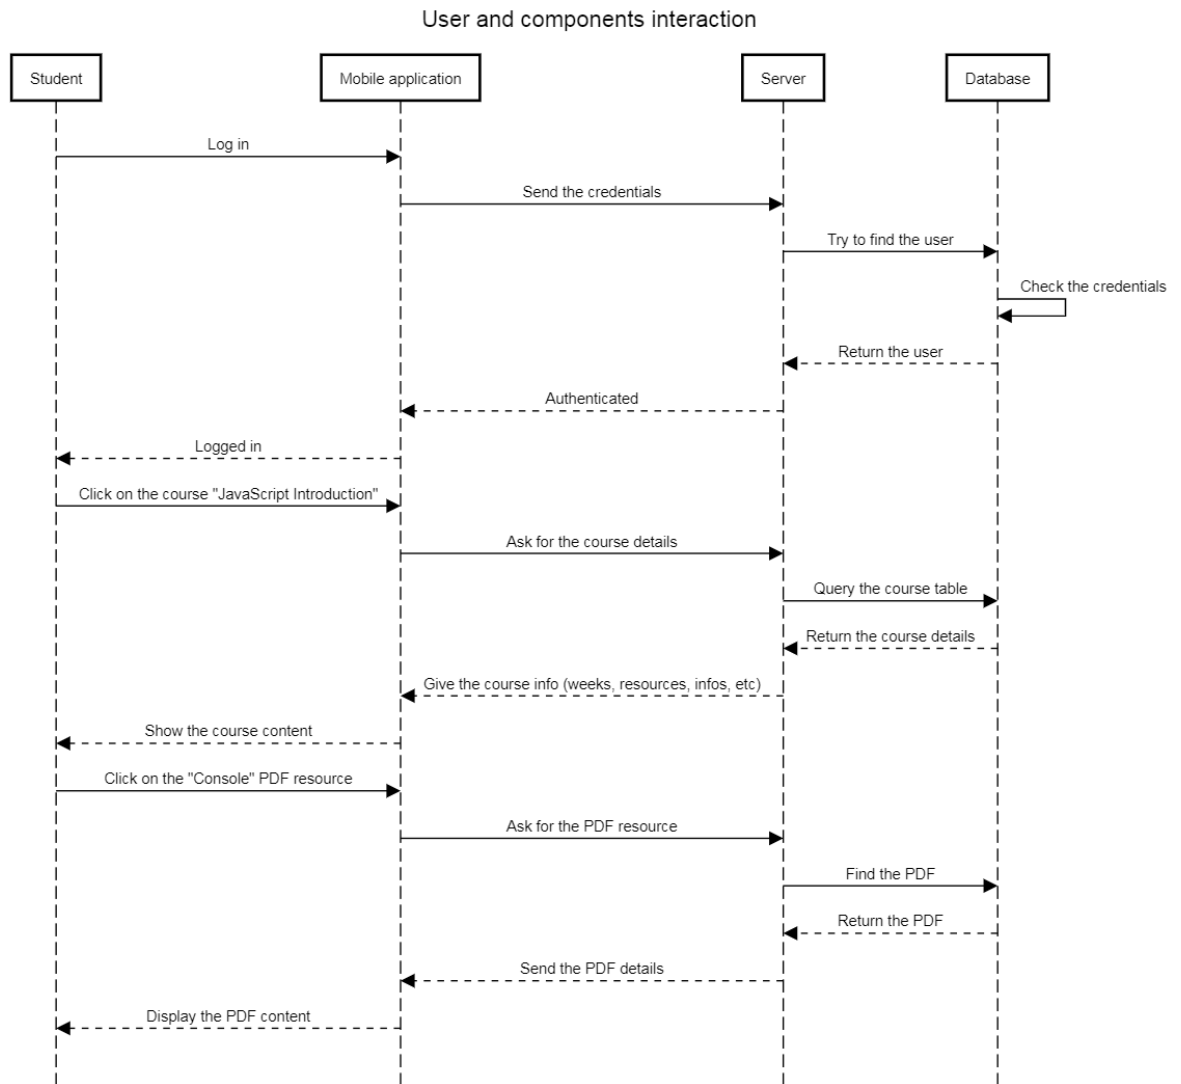 User and components interaction
Student
Mobile application
Server
Database
Log in
Send the credentials
Try to find the user
Check the credentials
Return the user
Authenticated
Logged in
Click on the course "JavaScript Introduction"
Ask for the course details
Query the course table
Return the course details
Give the course info (weeks, resources, infos, etc)
Show the course content
Click on the "Console" PDF resource
Ask for the PDF resource
Find the PDF
Return the PDF
Send the PDF details
Display the PDF content